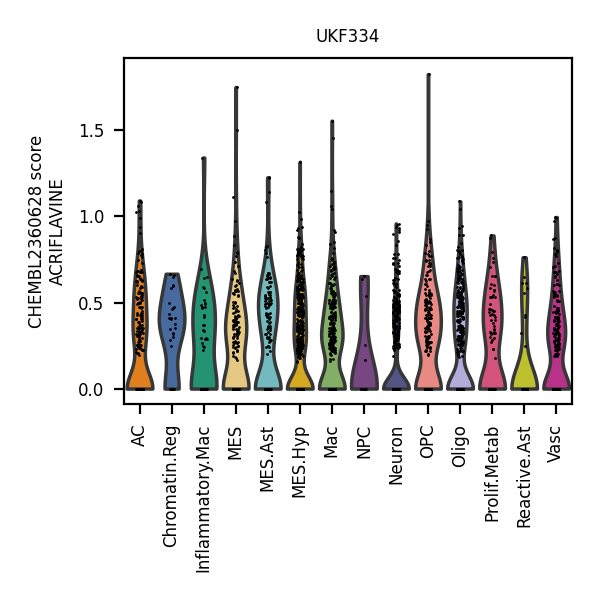 UKF334
CHEMBL2360628 score
ACRIFLAVINE
1.5
1.0
0.5
0.0
AC
Chromatin.Reg
Inflammatory.Mac
MES
MES.Ast
MES.Hyp
Mac
NPC
Neuron
OPC
Oligo
Prolif.Metab
Reactive.Ast
Vasc